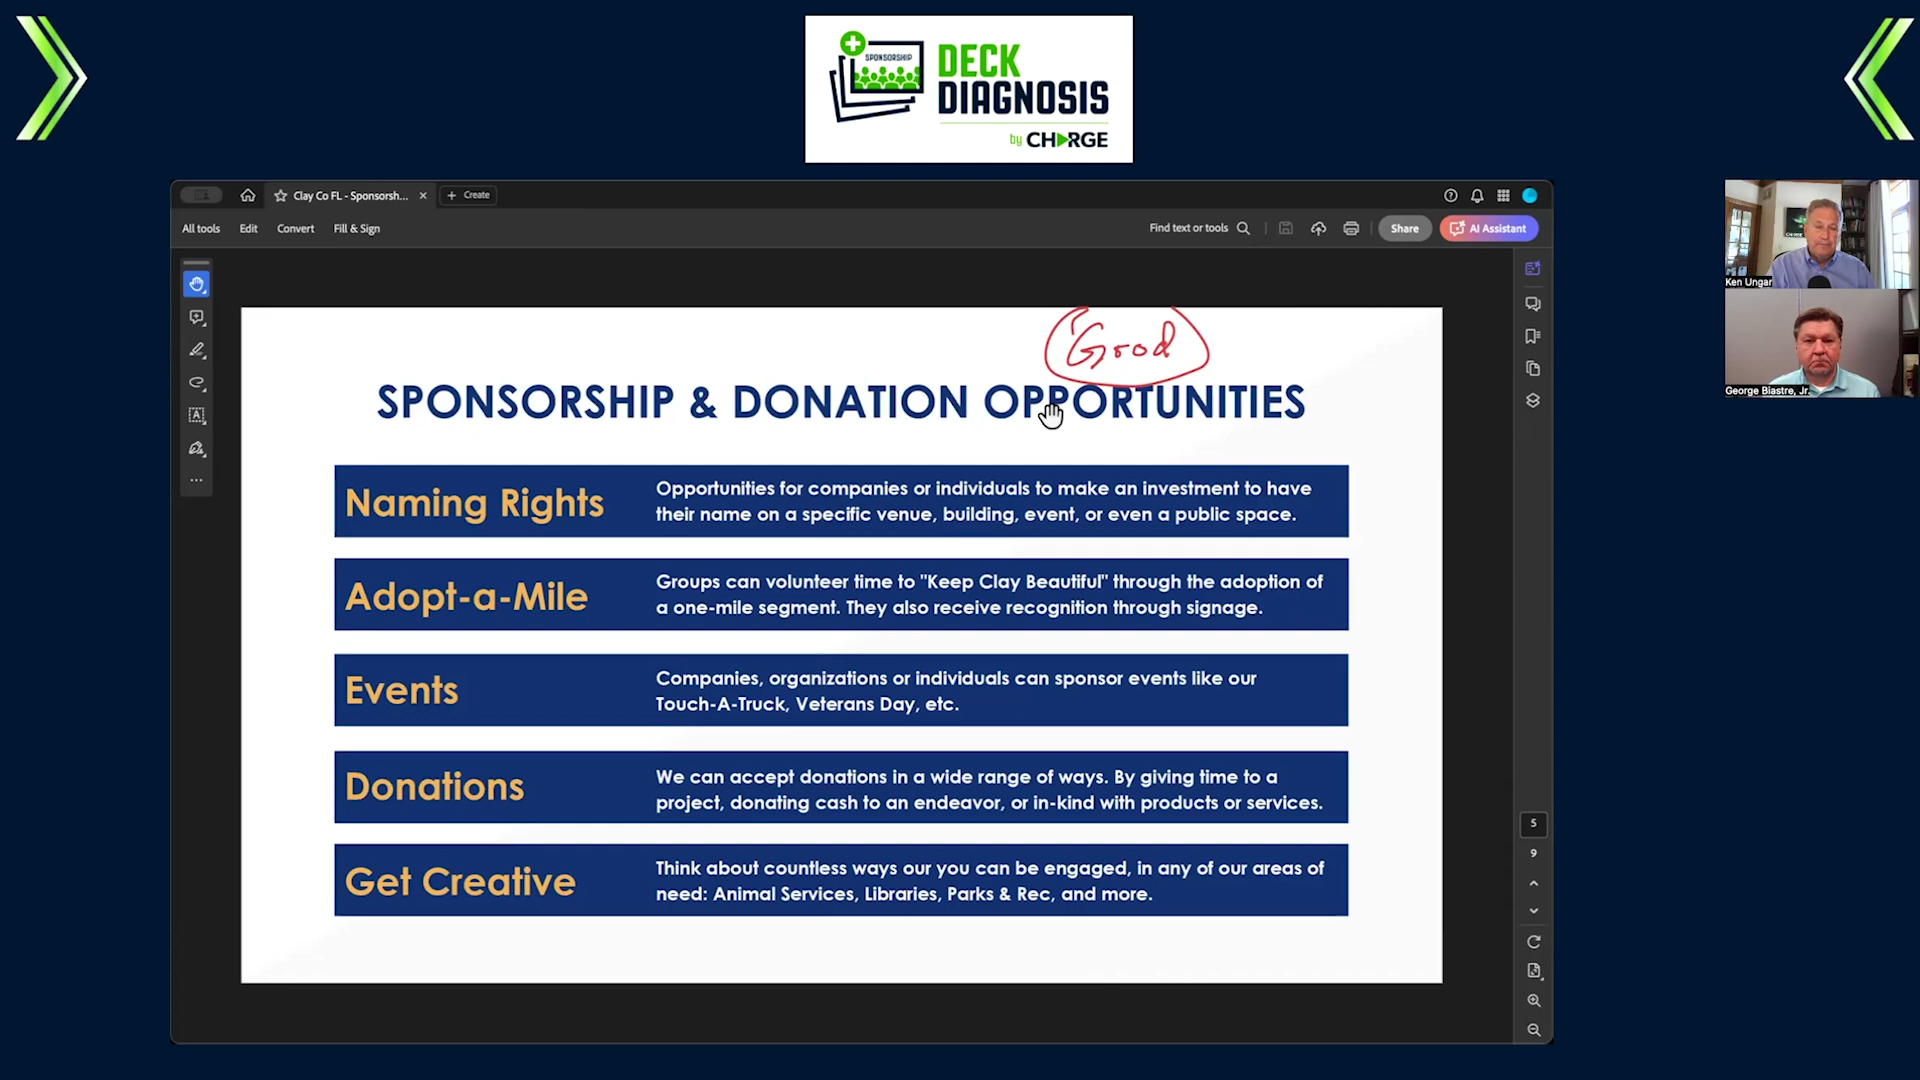 SPONSORSHIP
DECK
DIAGNOSIS
by CHARGE
Clay Co FL - Sponsorsh...
Create
All tools
Edit
Convert
Fill & Sign
Find text or tools
Share
AI Assistant
CHARGE
Ken Ungar
George Biastre, Jr.
Good
SPONSORSHIP & DONATION OPPORTUNITIES
Naming Rights
Opportunities for companies or individuals to make an investment to have
their name on a specific venue, building, event, or even a public space.
Adopt-a-Mile
Groups can volunteer time to "Keep Clay Beautiful" through the adoption of
a one-mile segment. They also receive recognition through signage.
Events
Companies, organizations or individuals can sponsor events like our
Touch-A-Truck, Veterans Day, etc.
Donations
We can accept donations in a wide range of ways. By giving time to a
project, donating cash to an endeavor, or in-kind with products or services.
Get Creative
Think about countless ways our you can be engaged, in any of our areas of
need: Animal Services, Libraries, Parks & Rec, and more.
5
9